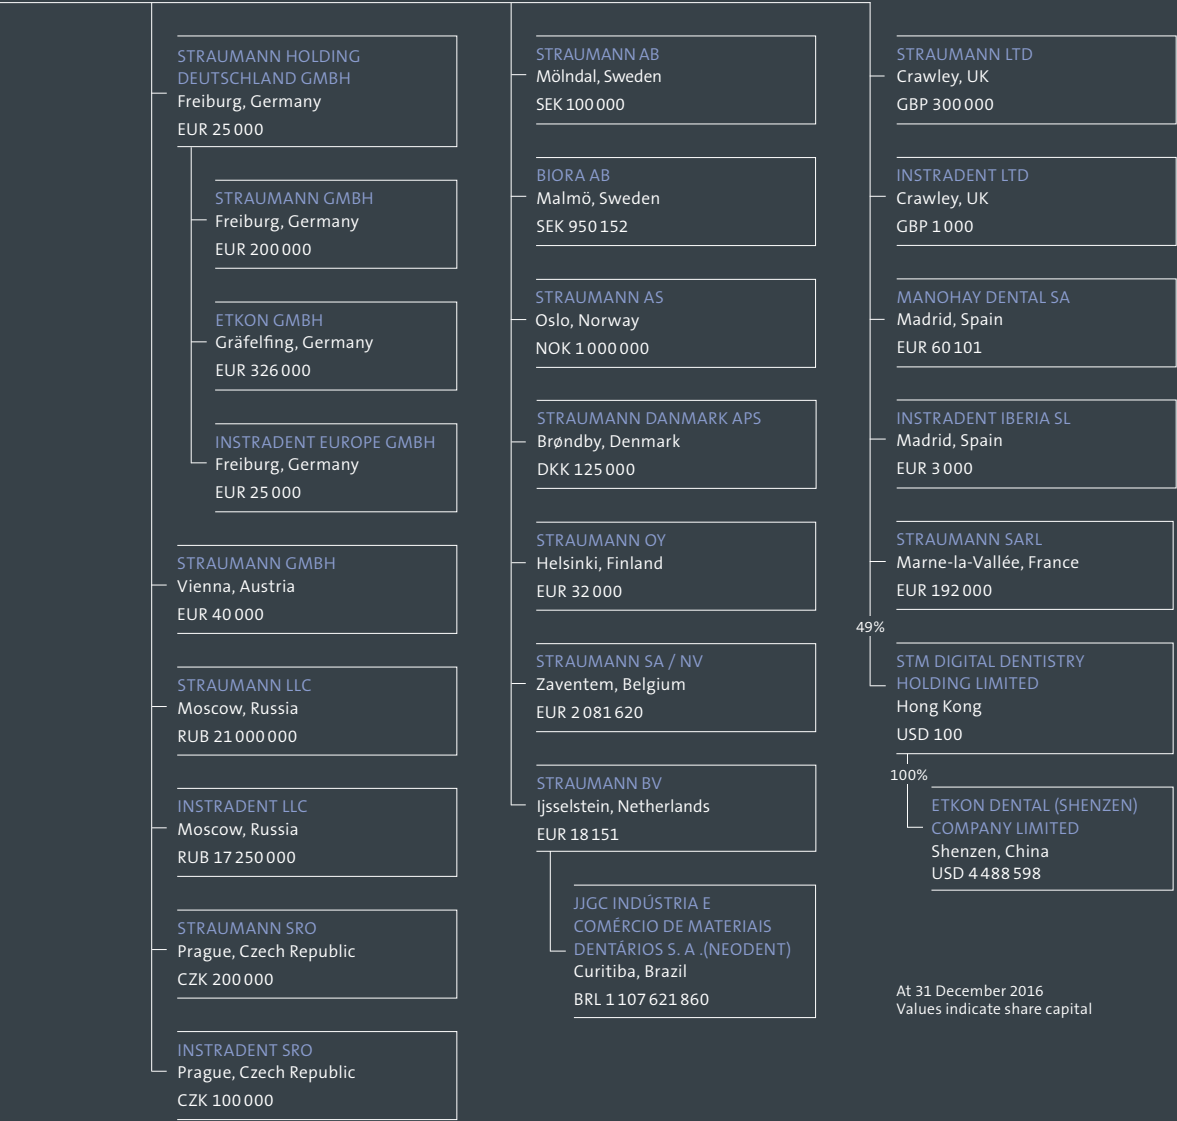 STRAUMANN HOLDING
DEUTSCHLAND GMBH
Freiburg, Germany
EUR 25 000
STRAUMANN GMBH
Freiburg, Germany
EUR 200 000
ETKON GMBH
Gräfelfing, Germany
EUR 326 000
INSTRADENT EUROPE GMBH
Freiburg, Germany
EUR 25 000
STRAUMANN GMBH
Vienna, Austria
EUR 40 000
STRAUMANN LLC
Moscow, Russia
RUB 21 000 000
INSTRADENT LLC
Moscow, Russia
RUB 17 250 000
STRAUMANN SRO
Prague, Czech Republic
CZK 200 000
INSTRADENT SRO
Prague, Czech Republic
CZK 100 000
STRAUMANN AB
Mölndal, Sweden
SEK 100 000
BIORA AB
Malmö, Sweden
SEK 950 152
STRAUMANN AS
Oslo, Norway
NOK 1 000 000
STRAUMANN DANMARK APS
Brøndby, Denmark
DKK 125 000
STRAUMANN OY
Helsinki, Finland
EUR 32 000
STRAUMANN SA / NV
Zaventem, Belgium
EUR 2 081 620
STRAUMANN BV
Ijsselstein, Netherlands
EUR 18 151
JJGC INDÚSTRIA E
COMÉRCIO DE MATERIAIS
DENTÁRIOS S. A .(NEODENT)
Curitiba, Brazil
BRL 1 107 621 860
STRAUMANN LTD
Crawley, UK
GBP 300 000
INSTRADENT LTD
Crawley, UK
GBP 1 000
MANOHAY DENTAL SA
Madrid, Spain
EUR 60 101
INSTRADENT IBERIA SL
Madrid, Spain
EUR 3 000
STRAUMANN SARL
Marne-la-Vallée, France
EUR 192 000
49%
STM DIGITAL DENTISTRY
HOLDING LIMITED
Hong Kong
USD 100
100%
ETKON DENTAL (SHENZEN)
COMPANY LIMITED
Shenzen, China
USD 4 488 598
At 31 December 2016
Values indicate share capital